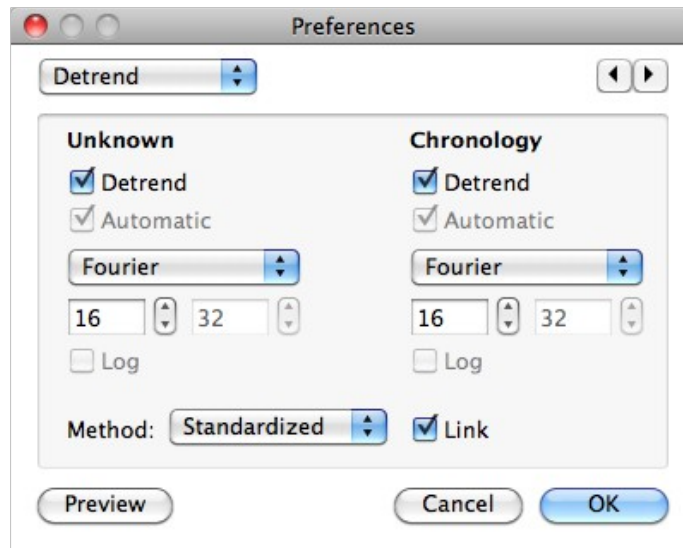 Preferences
Detrend
Unknown Chronology
Detrend Detrend
Automatic Automatic
Fourier Fourier
16 32 16 32
Log Log
Method: Standardized Link
Preview Cancel OK